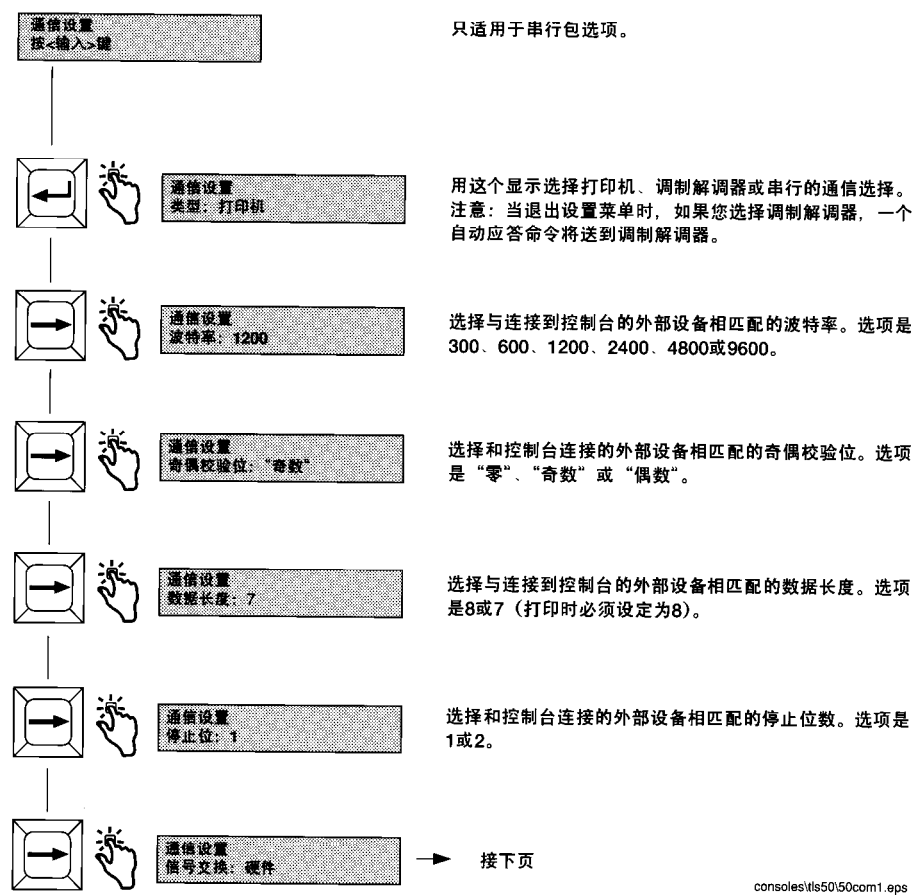 通信设置
按<输入>键
只适用于串行包选项。
通信设置
类型：打印机
用这个显示选择打印机、调制解调器或串行的通信选择。
注意：当退出设置菜单时，如果您选择调制解调器，一个
自动应答命令将送到调制解调器。
通信设置
波特率：1200
选择与连接到控制台的外部设备相匹配的波特率。选项是
300、600、1200、2400、4800或9600。
通信设置
奇偶校验位：“奇数”
选择和控制台连接的外部设备相匹配的奇偶校验位。选项
是“零”、“奇数”或“偶数”。
通信设置
数据长度：7
选择与连接到控制台的外部设备相匹配的数据长度。选项
是8或7（打印时必须设定为8）。
通信设置
停止位：1
选择和控制台连接的外部设备相匹配的停止位数。选项是
1或2。
通信设置
信号交换：硬件
接下页
consoles\tls50\50com1.eps